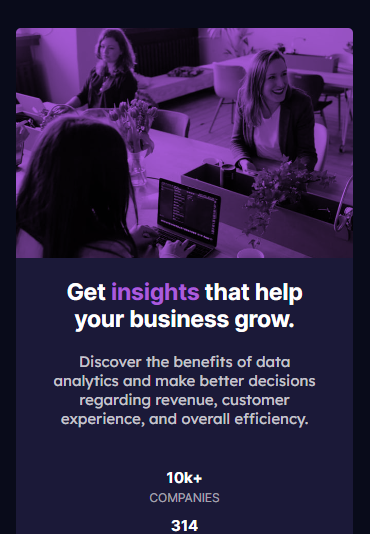 Get insights that help
your business grow.
Discover the benefits of data
analytics and make better decisions
regarding revenue, customer
experience, and overall efficiency.
10k+
COMPANIES
314